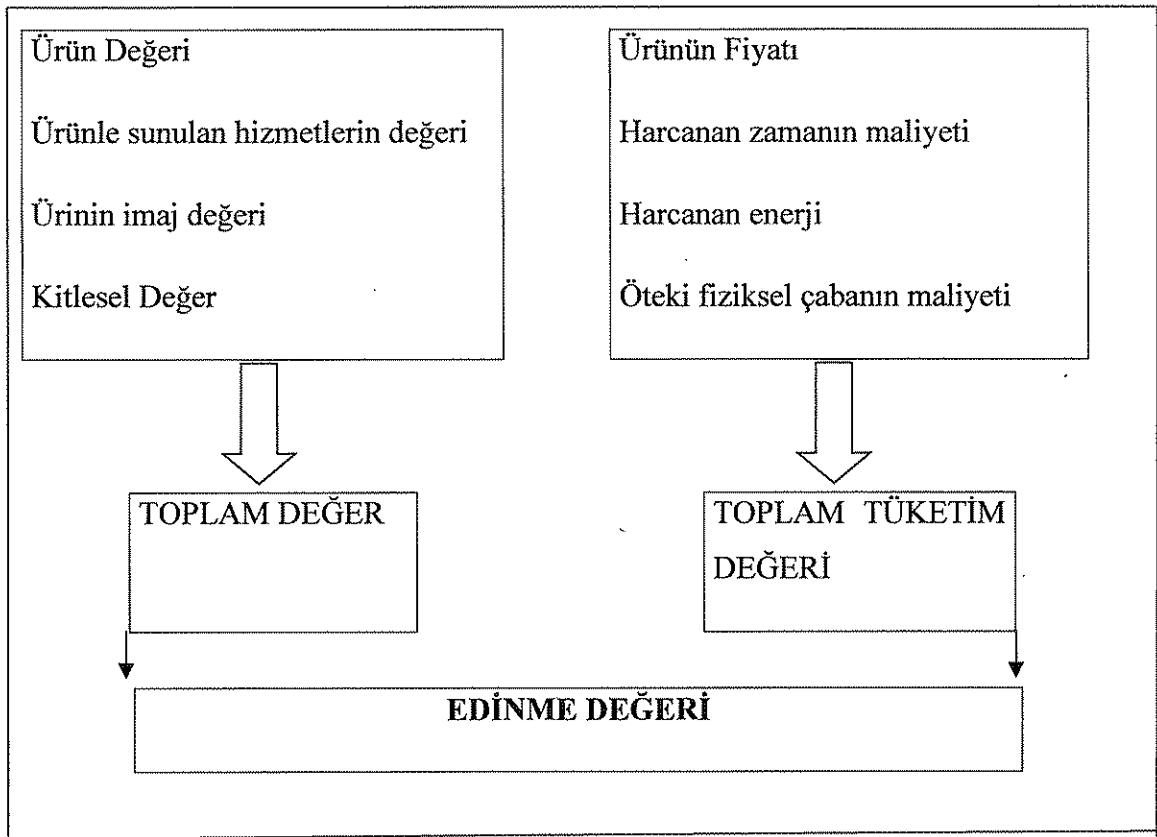 Ürün Değeri
Ürünle sunulan hizmetlerin değeri
Ürinin imaj değeri
Kitlesel Değer
Ürünün Fiyatı
Harcanan zamanın maliyeti
Harcanan enerji
Öteki fiziksel çabanın maliyeti
TOPLAM DEĞER
TOPLAM TÜKETİM
DEĞERİ
EDİNME DEĞERİ